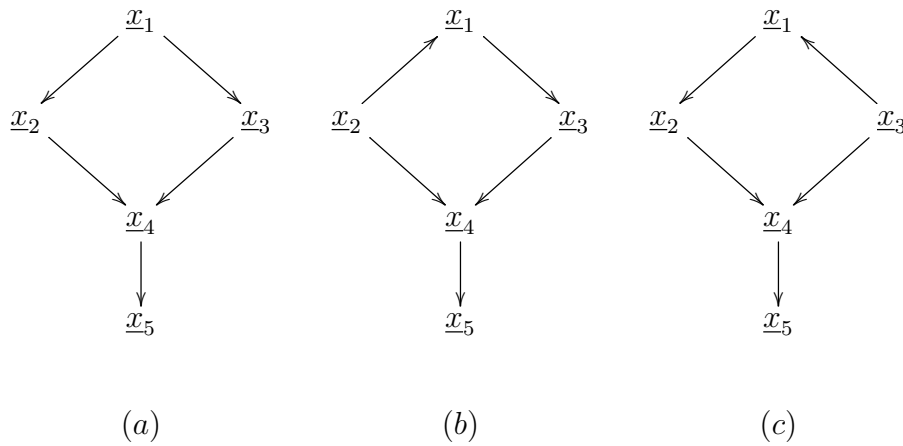 x₁ x₁ x₁
x₂ x₃ x₂ x₃ x₂ x₃
x₄ x₄ x₄
x₅ x₅ x₅
(a) (b) (c)